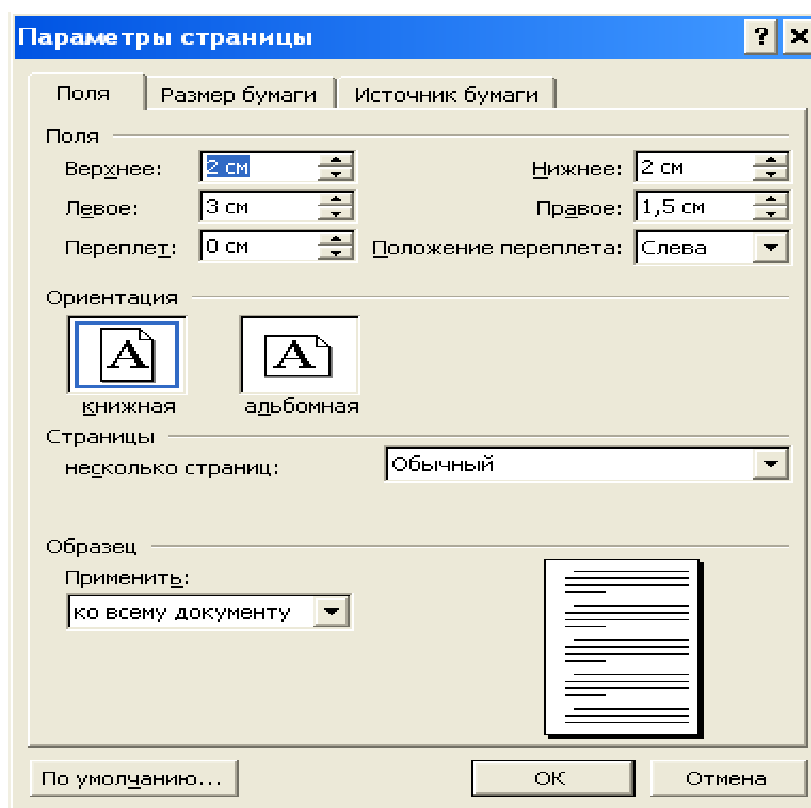 Параметры страницы
Поля Размер бумаги Источник бумаги
Поля
Верхнее: 2 см Нижнее: 2 см
Левое: 3 см Правое: 1,5 см
Переплет: 0 см Положение переплета: Слева
Ориентация
A A
книжная альбомная
Страницы
несколько страниц: Обычный
Образец
Применить:
ко всему документу
По умолчанию... ОК Отмена